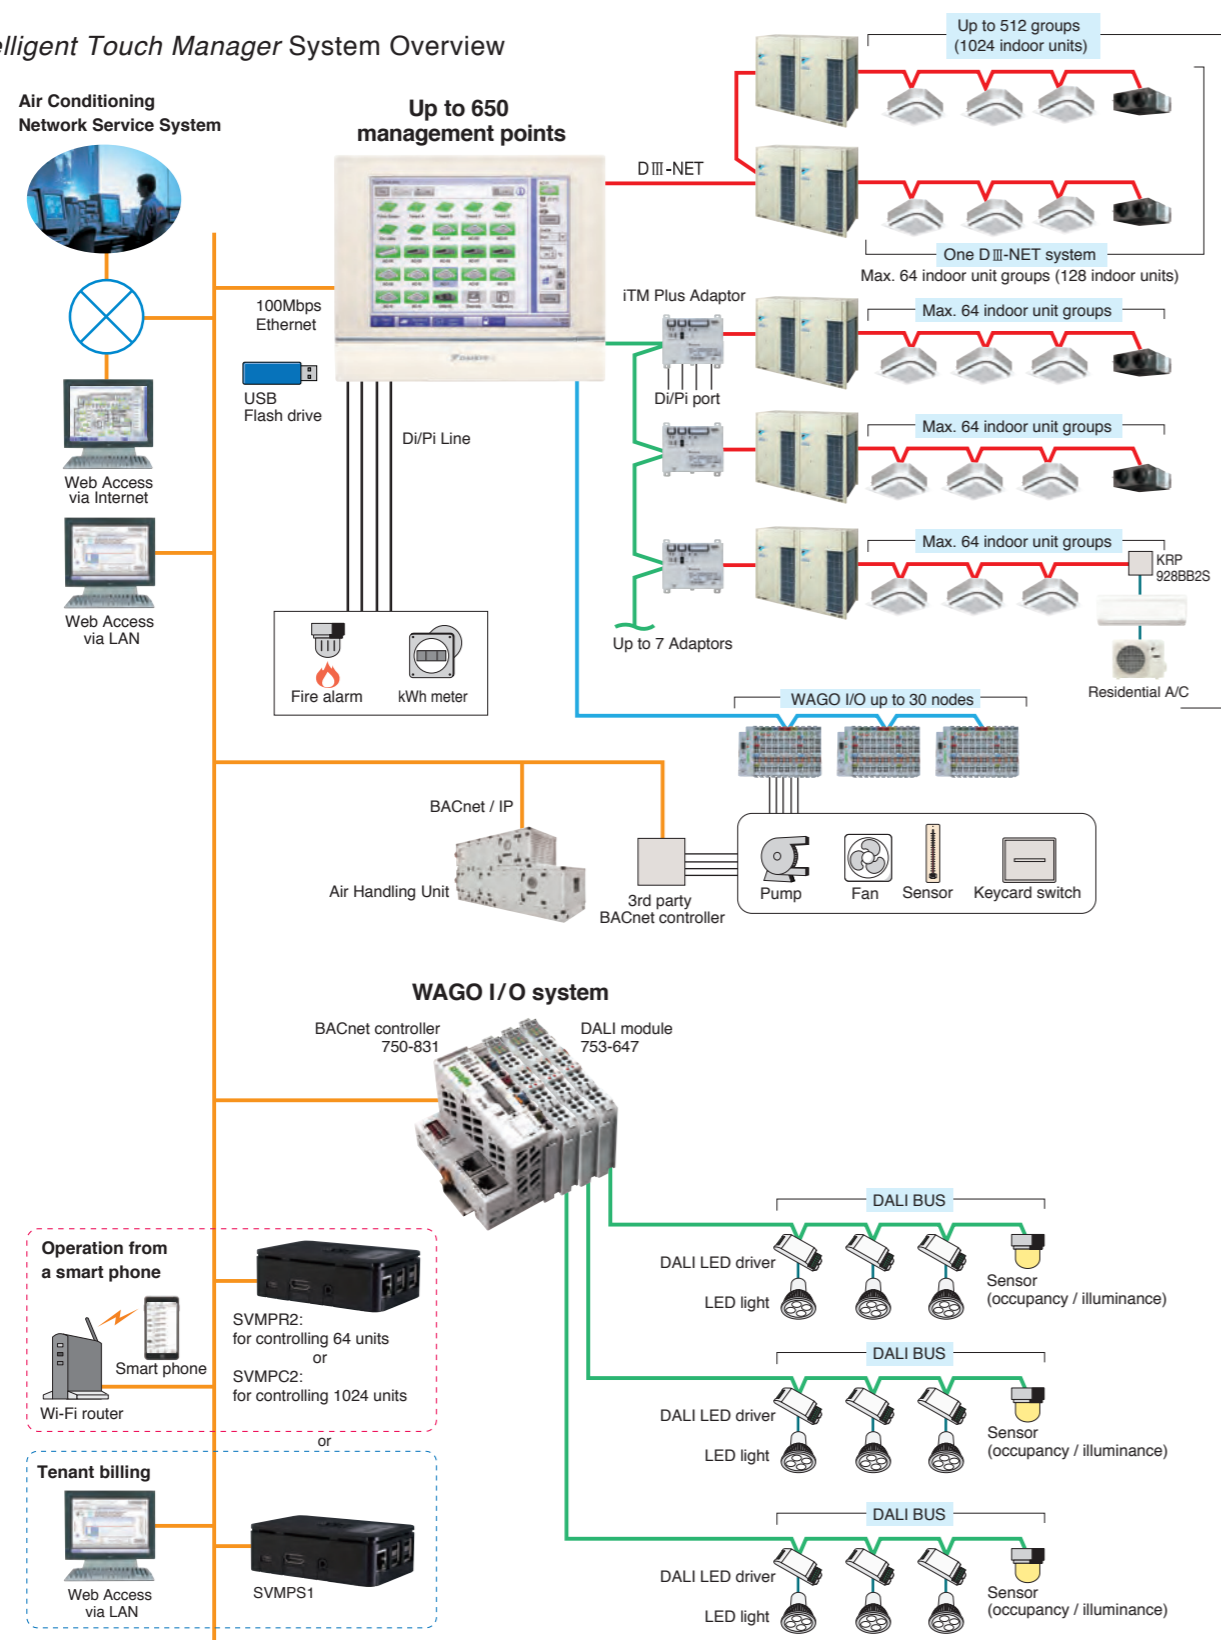 elligent Touch Manager System Overview
Air Conditioning
Network Service System
Up to 650
management points
DIII-NET
Up to 512 groups
(1024 indoor units)
One DIII-NET system
Max. 64 indoor unit groups (128 indoor units)
100Mbps
Ethernet
USB
Flash drive
DAIKIN
Di/Pi Line
iTM Plus Adaptor
Di/Pi port
Max. 64 indoor unit groups
Max. 64 indoor unit groups
Max. 64 indoor unit groups
KRP
928BB2S
Up to 7 Adaptors
Residential A/C
Web Access
via Internet
Web Access
via LAN
Fire alarm
kWh meter
WAGO I/O up to 30 nodes
BACnet / IP
Air Handling Unit
3rd party
BACnet controller
Pump
Fan
Sensor
Keycard switch
WAGO I/O system
BACnet controller
750-831
DALI module
753-647
DALI BUS
DALI LED driver
LED light
Sensor
(occupancy / illuminance)
DALI BUS
DALI LED driver
LED light
Sensor
(occupancy / illuminance)
DALI BUS
DALI LED driver
LED light
Sensor
(occupancy / illuminance)
Operation from
a smart phone
Smart phone
Wi-Fi router
SVMPR2:
for controlling 64 units
or
SVMPC2:
for controlling 1024 units
or
Tenant billing
Web Access
via LAN
SVMPS1